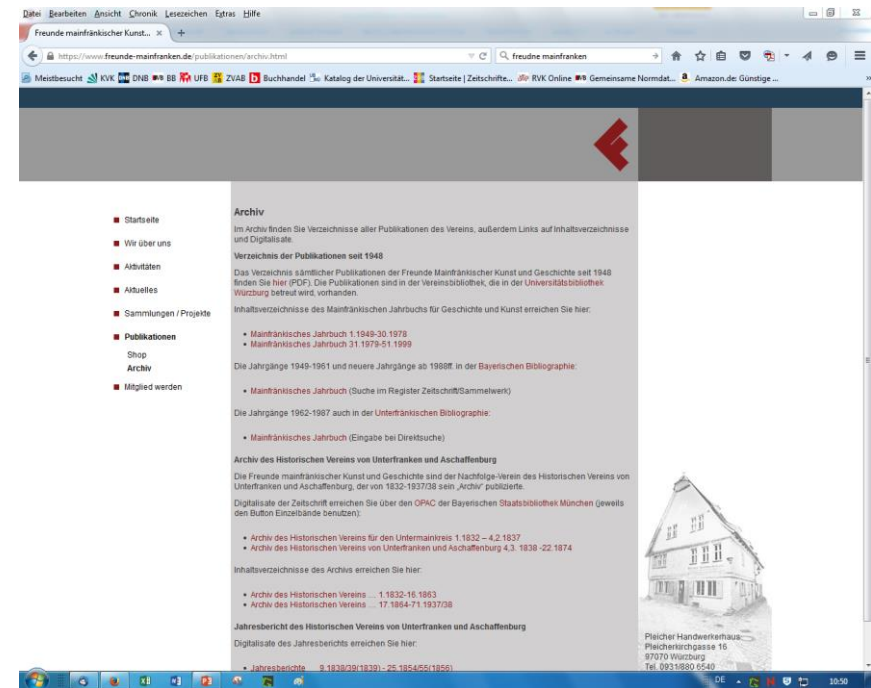 Datei Bearbeiten Ansicht Chronik Lesezeichen Extras Hilfe
Freunde mainfränkischer Kunst... × +
https://www.freunde-mainfranken.de/publikationen/archiv.html
freudne mainfranken
Meistbesucht KVK DNB BB UFB ZVAB Buchhandel Katalog der Universität... Startseite | Zeitschrifte... RVK Online Gemeinsame Normdat... Amazon.de: Günstige ...
Startseite
Wir über uns
Aktivitäten
Aktuelles
Sammlungen / Projekte
Publikationen
Shop
Archiv
Mitglied werden
Archiv
Im Archiv finden Sie Verzeichnisse aller Publikationen des Vereins, außerdem Links auf Inhaltsverzeichnisse
und Digitalisate.
Verzeichnis der Publikationen seit 1948
Das Verzeichnis sämtlicher Publikationen der Freunde Mainfränkischer Kunst und Geschichte seit 1948
finden Sie hier (PDF). Die Publikationen sind in der Vereinsbibliothek, die in der Universitätsbibliothek
Würzburg betreut wird, vorhanden.
Inhaltsverzeichnisse des Mainfränkischen Jahrbuchs für Geschichte und Kunst erreichen Sie hier:
• Mainfränkisches Jahrbuch 1.1949-30.1978
• Mainfränkisches Jahrbuch 31.1979-51.1999
Die Jahrgänge 1949-1961 und neuere Jahrgänge ab 1988ff. in der Bayerischen Bibliographie:
• Mainfränkisches Jahrbuch (Suche im Register Zeitschrift/Sammelwerk)
Die Jahrgänge 1962-1987 auch in der Unterfränkischen Bibliographie:
• Mainfränkisches Jahrbuch (Eingabe bei Direktsuche)
Archiv des Historischen Vereins von Unterfranken und Aschaffenburg
Die Freunde mainfränkischer Kunst und Geschichte sind der Nachfolge-Verein des Historischen Vereins von
Unterfranken und Aschaffenburg, der von 1832-1937/38 sein „Archiv“ publizierte.
Digitalisate der Zeitschrift erreichen Sie über den OPAC der Bayerischen Staatsbibliothek München (jeweils
den Button Einzelbände benutzen):
• Archiv des Historischen Vereins für den Untermainkreis 1.1832 – 4,2.1837
• Archiv des Historischen Vereins von Unterfranken und Aschaffenburg 4,3. 1838 -22.1874
Inhaltsverzeichnisse des Archivs erreichen Sie hier:
• Archiv des Historischen Vereins … 1.1832-16.1863
• Archiv des Historischen Vereins … 17.1864-71.1937/38
Jahresbericht des Historischen Vereins von Unterfranken und Aschaffenburg
Digitalisate des Jahresberichts erreichen Sie hier:
• Jahresberichte 9.1838/39(1839) - 25.1854/55(1856)
Pleicher Handwerkerhaus
Pleicherkirchgasse 16
97070 Würzburg
Tel. 0931/880 6540
DE 10:50